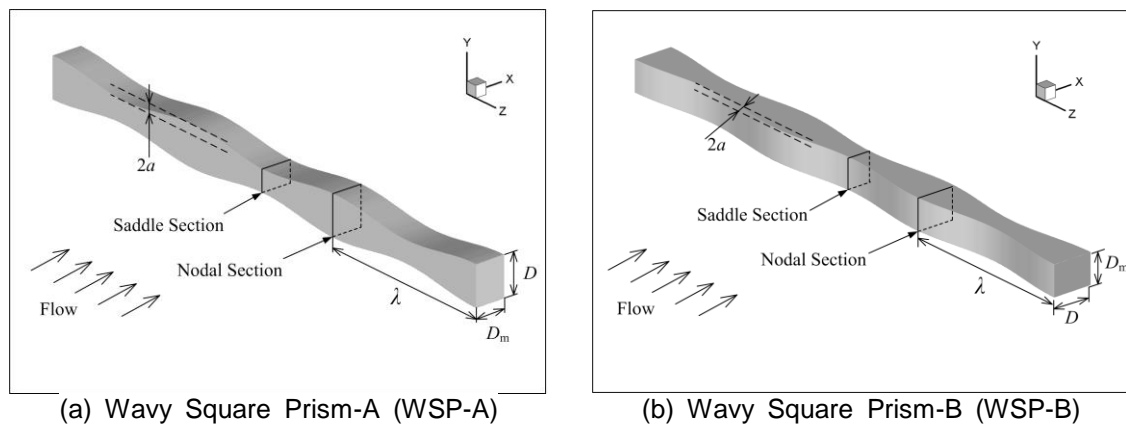 Y
X
Z
2a
Saddle Section
Nodal Section
Flow
λ
D
Dm
(a) Wavy Square Prism-A (WSP-A)
Y
X
Z
2a
Saddle Section
Nodal Section
Flow
λ
Dm
D
(b) Wavy Square Prism-B (WSP-B)